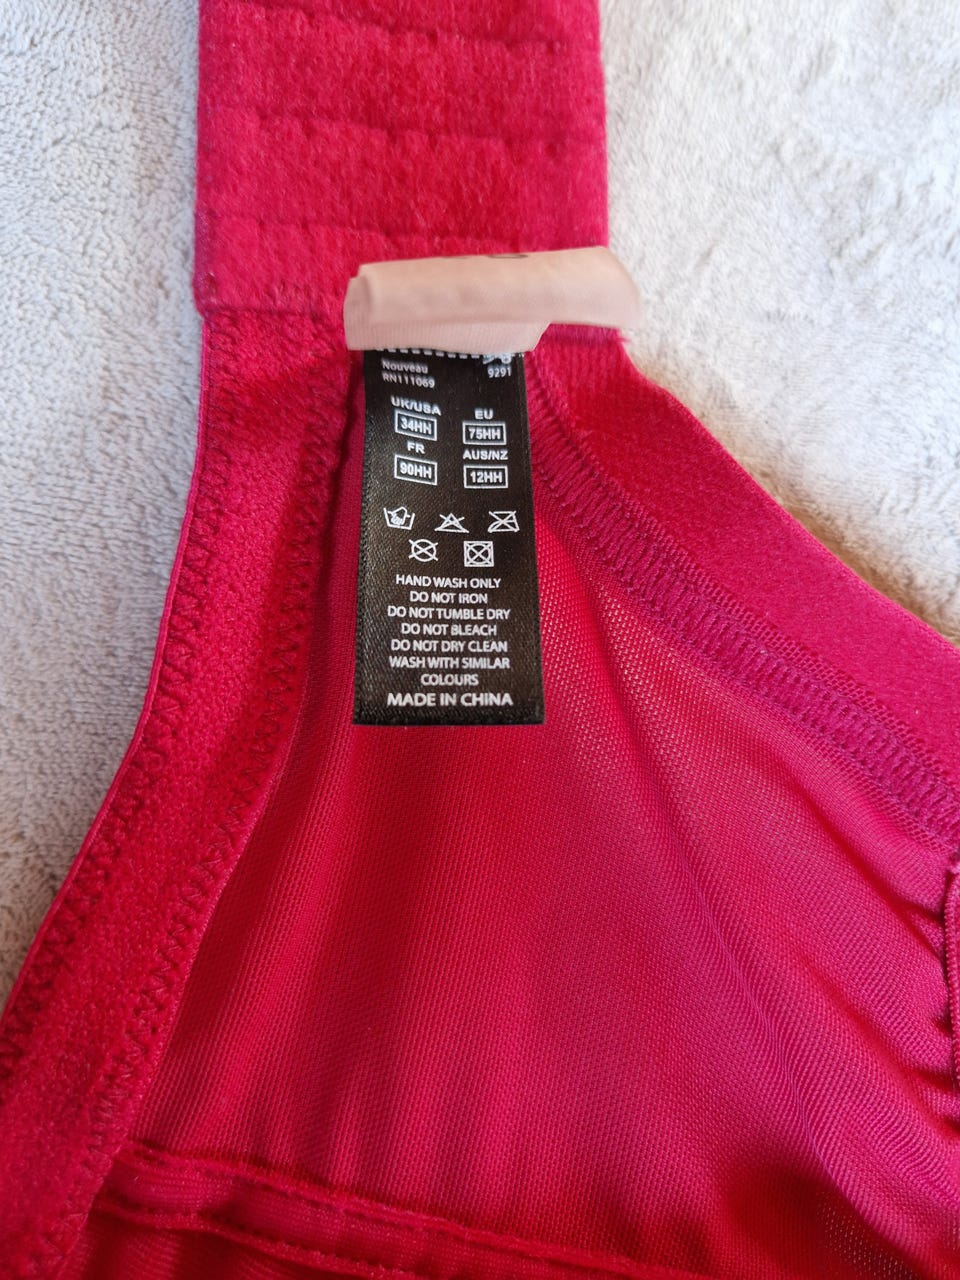 Nouveau
RN111069
9291
UK/USA EU
34HH 75HH
FR AUS/NZ
90HH 12HH
HAND WASH ONLY
DO NOT IRON
DO NOT TUMBLE DRY
DO NOT BLEACH
DO NOT DRY CLEAN
WASH WITH SIMILAR
COLOURS
MADE IN CHINA